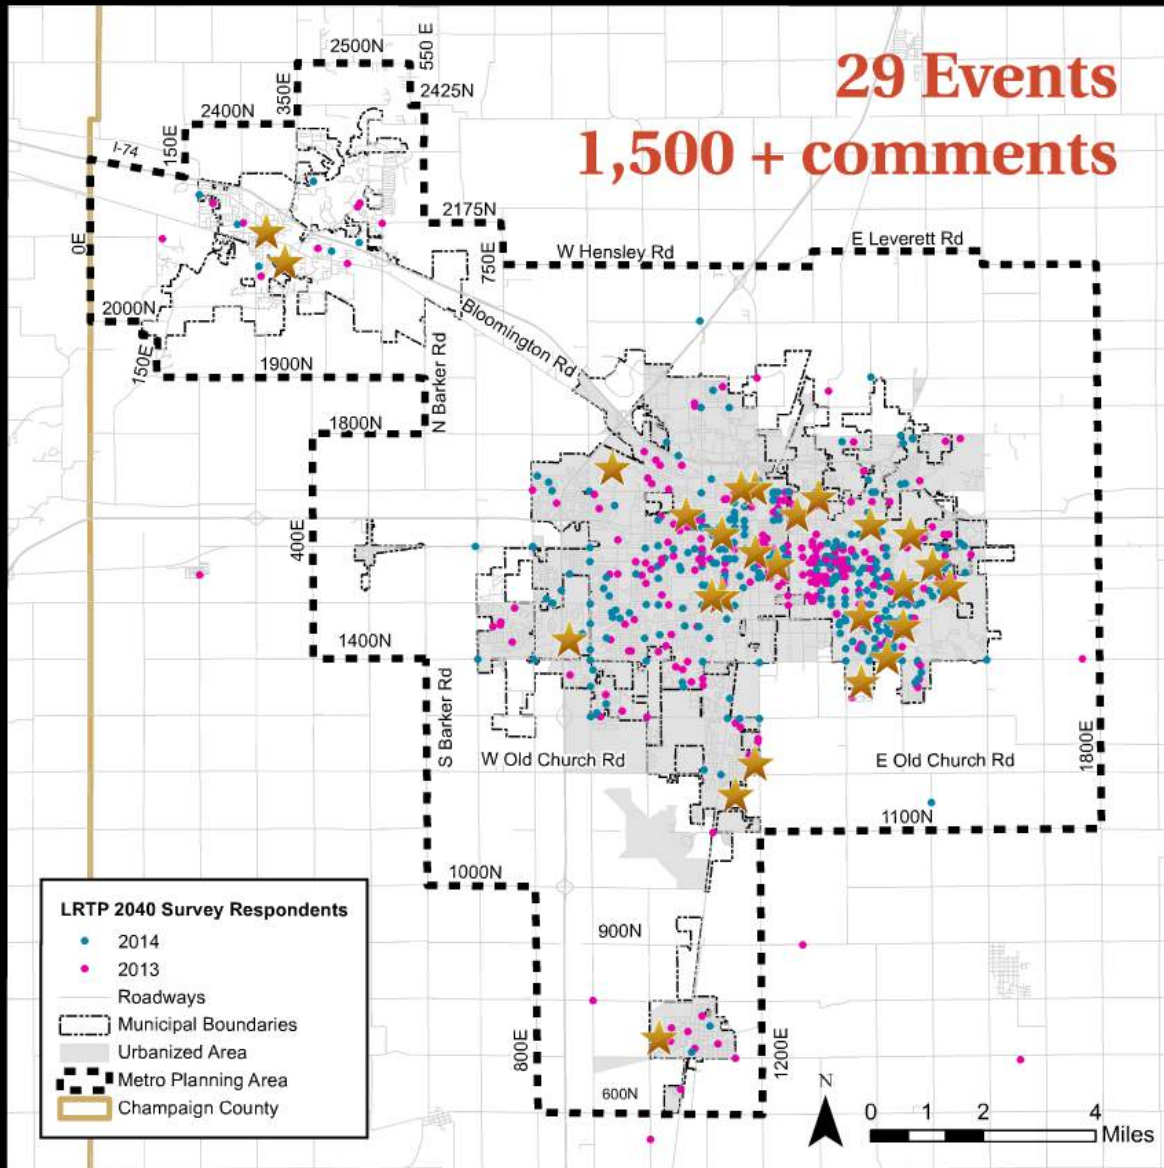 29 Events
1,500 + comments
2500N
550 E
350E
2425N
2400N
150E
I-74
2175N
0E
750E
W Hensley Rd
E Leverett Rd
2000N
150E
Bloomington Rd
1900N
N Barker Rd
1800N
400E
1400N
S Barker Rd
W Old Church Rd
E Old Church Rd
1800E
1100N
1000N
900N
800E
1200E
600N
LRTP 2040 Survey Respondents
2014
2013
Roadways
Municipal Boundaries
Urbanized Area
Metro Planning Area
Champaign County
N
0 1 2 4
Miles